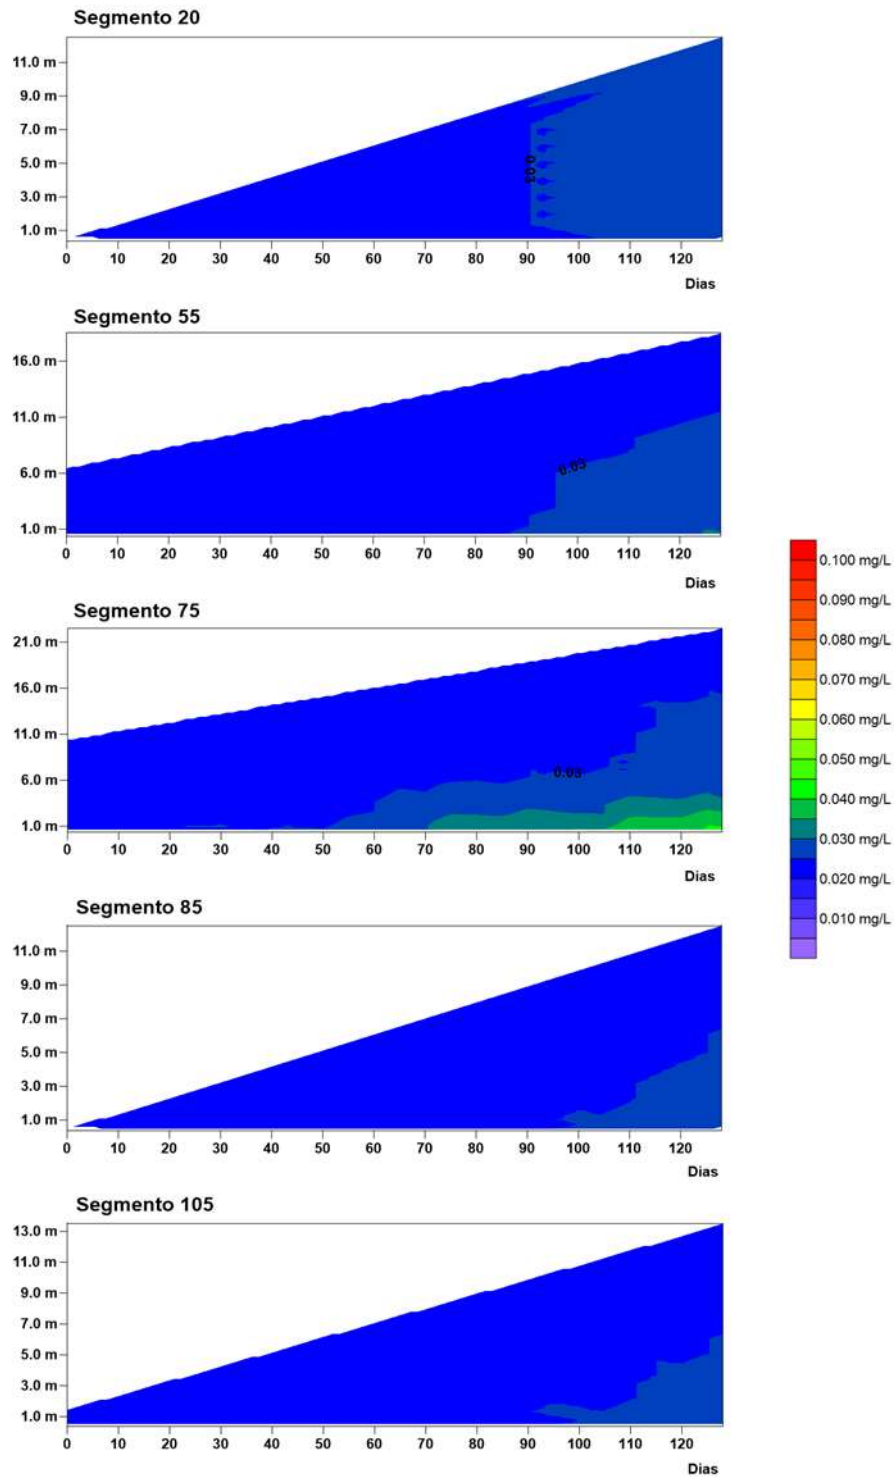 Segmento 20
11.0 m
9.0 m
7.0 m
5.0 m
3.0 m
1.0 m
0.03
0 10 20 30 40 50 60 70 80 90 100 110 120
Dias
Segmento 55
16.0 m
11.0 m
6.0 m
1.0 m
0.03
0 10 20 30 40 50 60 70 80 90 100 110 120
Dias
Segmento 75
21.0 m
16.0 m
11.0 m
6.0 m
1.0 m
0.03
0 10 20 30 40 50 60 70 80 90 100 110 120
Dias
Segmento 85
11.0 m
9.0 m
7.0 m
5.0 m
3.0 m
1.0 m
0 10 20 30 40 50 60 70 80 90 100 110 120
Dias
Segmento 105
13.0 m
11.0 m
9.0 m
7.0 m
5.0 m
3.0 m
1.0 m
0 10 20 30 40 50 60 70 80 90 100 110 120
Dias
0.100 mg/L
0.090 mg/L
0.080 mg/L
0.070 mg/L
0.060 mg/L
0.050 mg/L
0.040 mg/L
0.030 mg/L
0.020 mg/L
0.010 mg/L